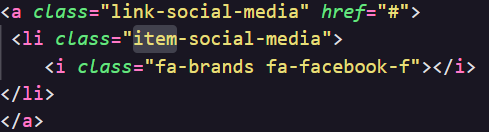 <a class="link-social-media" href="#">
<li class="item-social-media">
<i class="fa-brands fa-facebook-f"></i>
</li>
</a>